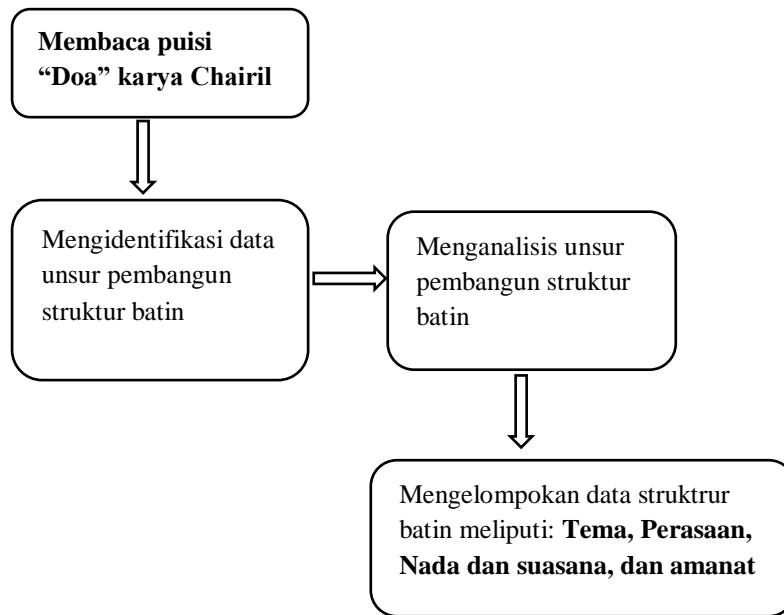 Membaca puisi
“Doa” karya Chairil
Mengidentifikasi data
unsur pembangun
struktur batin
Menganalisis unsur
pembangun struktur
batin
Mengelompokan data struktrur
batin meliputi: Tema, Perasaan,
Nada dan suasana, dan amanat